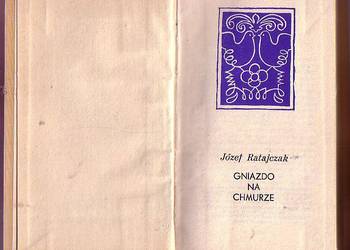 Józef Ratajczak
GNIAZDO
NA
CHMURZE